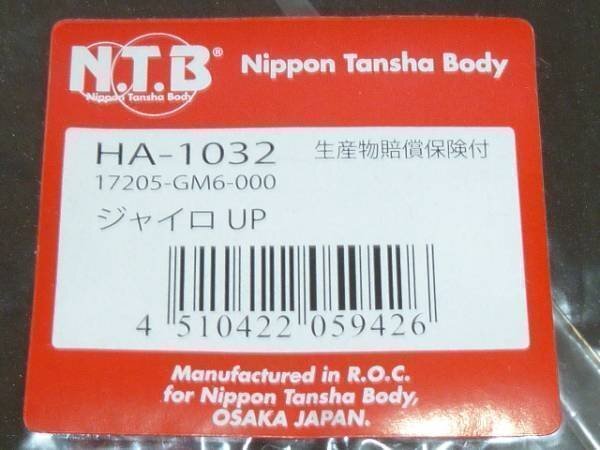 N.T.B®
Nippon Tansha Body
Nippon Tansha Body
HA-1032
生産物賠償保険付
17205-GM6-000
ジャイロ UP
4 510422 059426
Manufactured in R.O.C.
for Nippon Tansha Body,
OSAKA JAPAN.